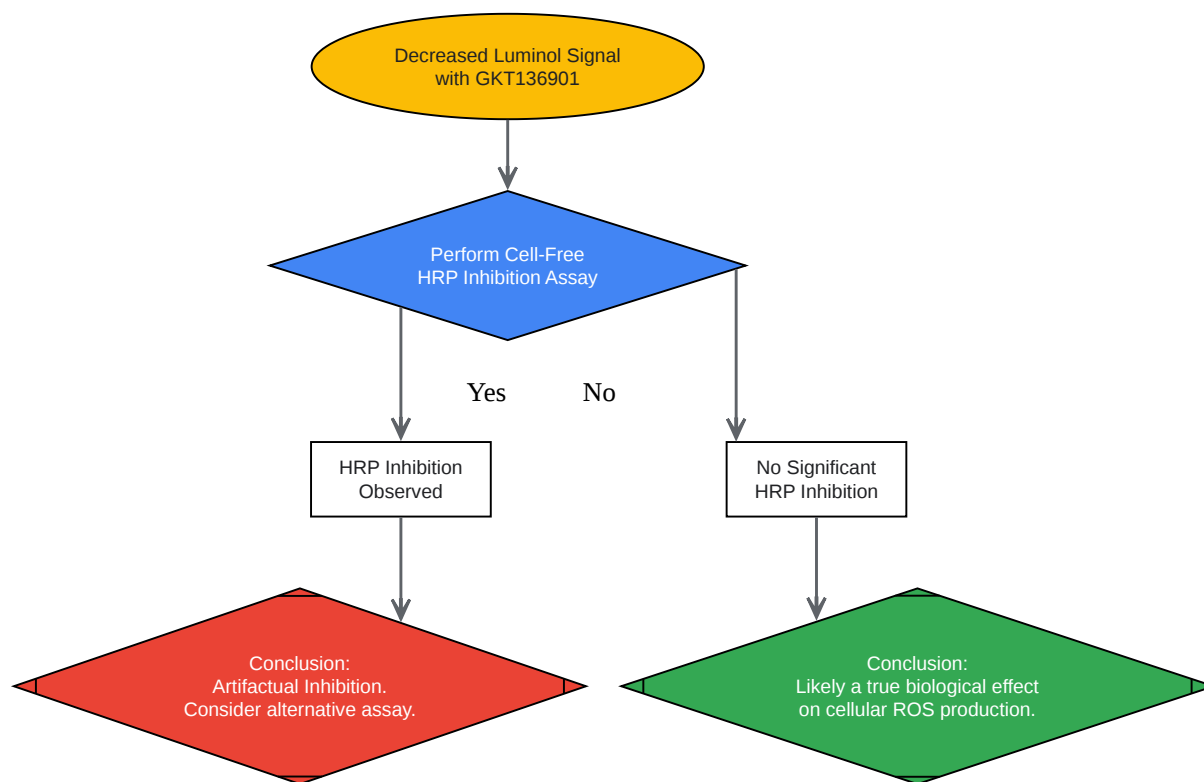 Decreased Luminol Signal
with GKT136901
Perform Cell-Free
HRP Inhibition Assay
Yes
No
HRP Inhibition
Observed
No Significant
HRP Inhibition
Conclusion:
Artifactual Inhibition.
Consider alternative assay.
Conclusion:
Likely a true biological effect
on cellular ROS production.